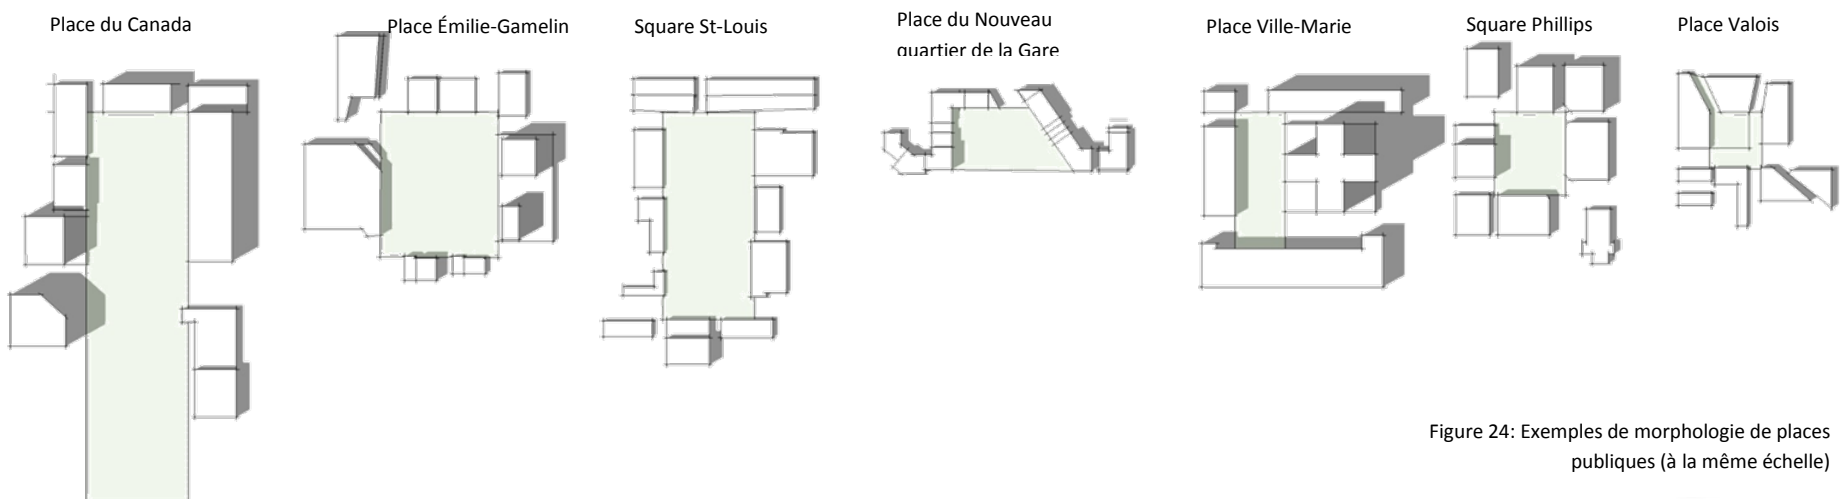 Place du Canada
Place Émilie-Gamelin
Square St-Louis
Place du Nouveau
quartier de la Gare
Place Ville-Marie
Square Phillips
Place Valois
Figure 24: Exemples de morphologie de places
publiques (à la même échelle)